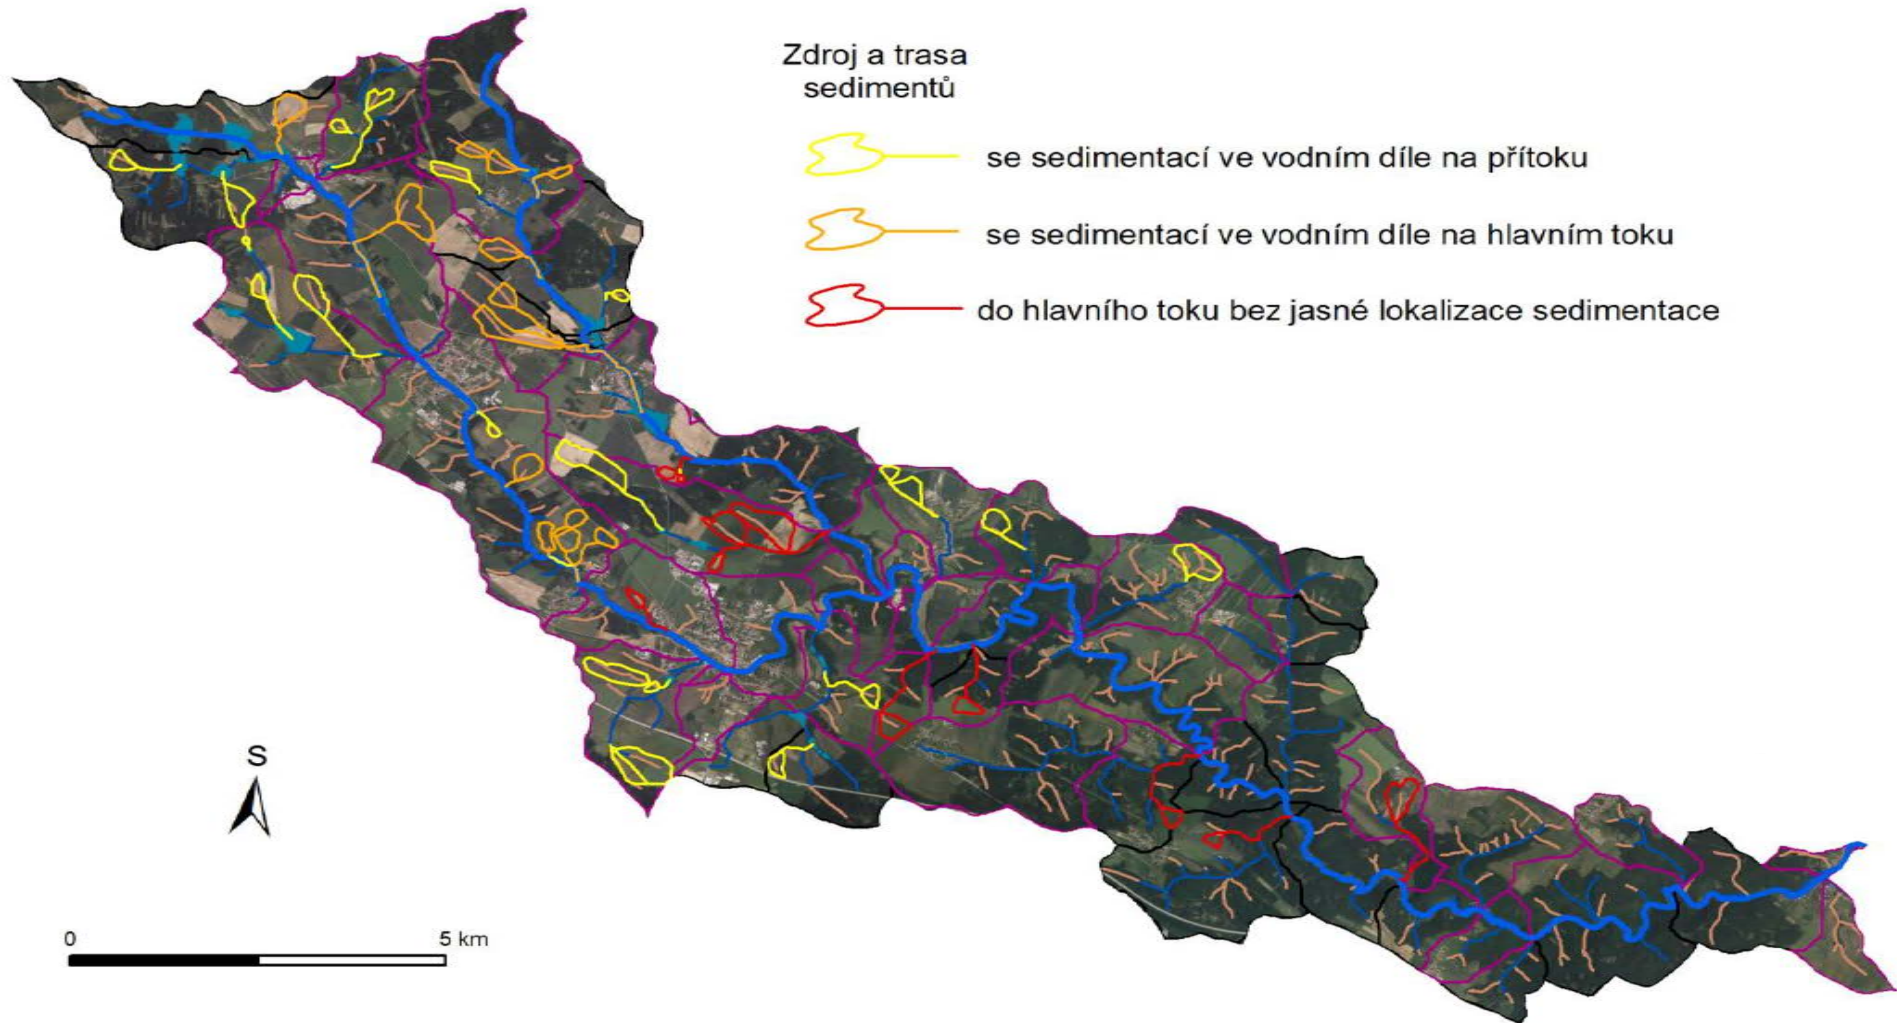 Zdroj a trasa
sedimentů
se sedimentací ve vodním díle na přítoku
se sedimentací ve vodním díle na hlavním toku
do hlavního toku bez jasné lokalizace sedimentace
S
0 5 km